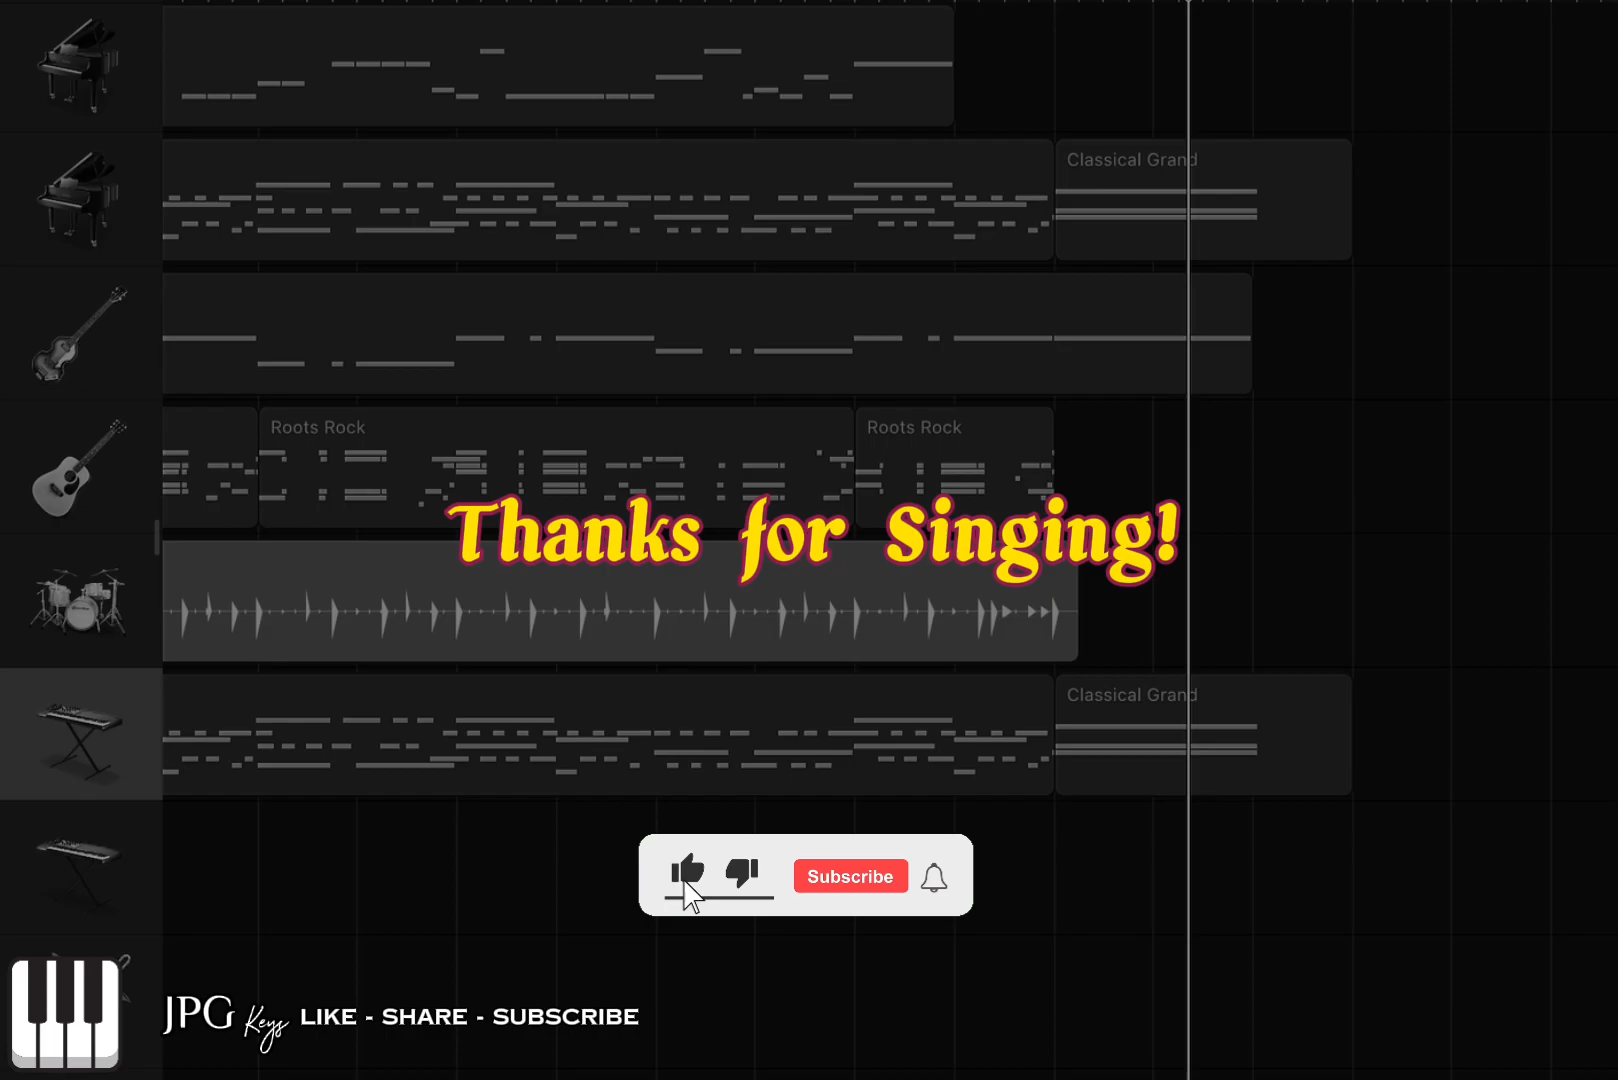 Classical Grand
Roots Rock
Roots Rock
Thanks for Singing!
Classical Grand
Subscribe
JPG Keys LIKE - SHARE - SUBSCRIBE